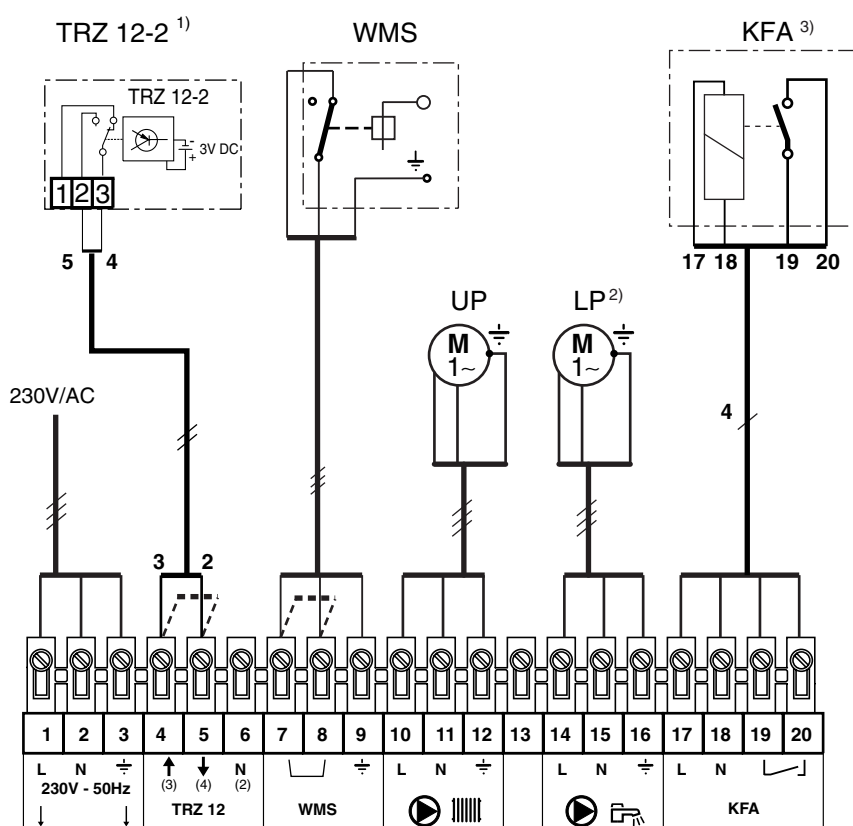 TRZ 12-2 1) WMS KFA 3)
TRZ 12-2
- 3V DC
+
1 2 3
5 4
17 18 19 20
UP LP 2)
M M
1~ 1~
230V/AC
4
3 2
1 2 3 4 5 6 7 8 9 10 11 12 13 14 15 16 17 18 19 20
L N N L N L N L N
(3) (4) (2)
230V - 50Hz
TRZ 12 WMS KFA